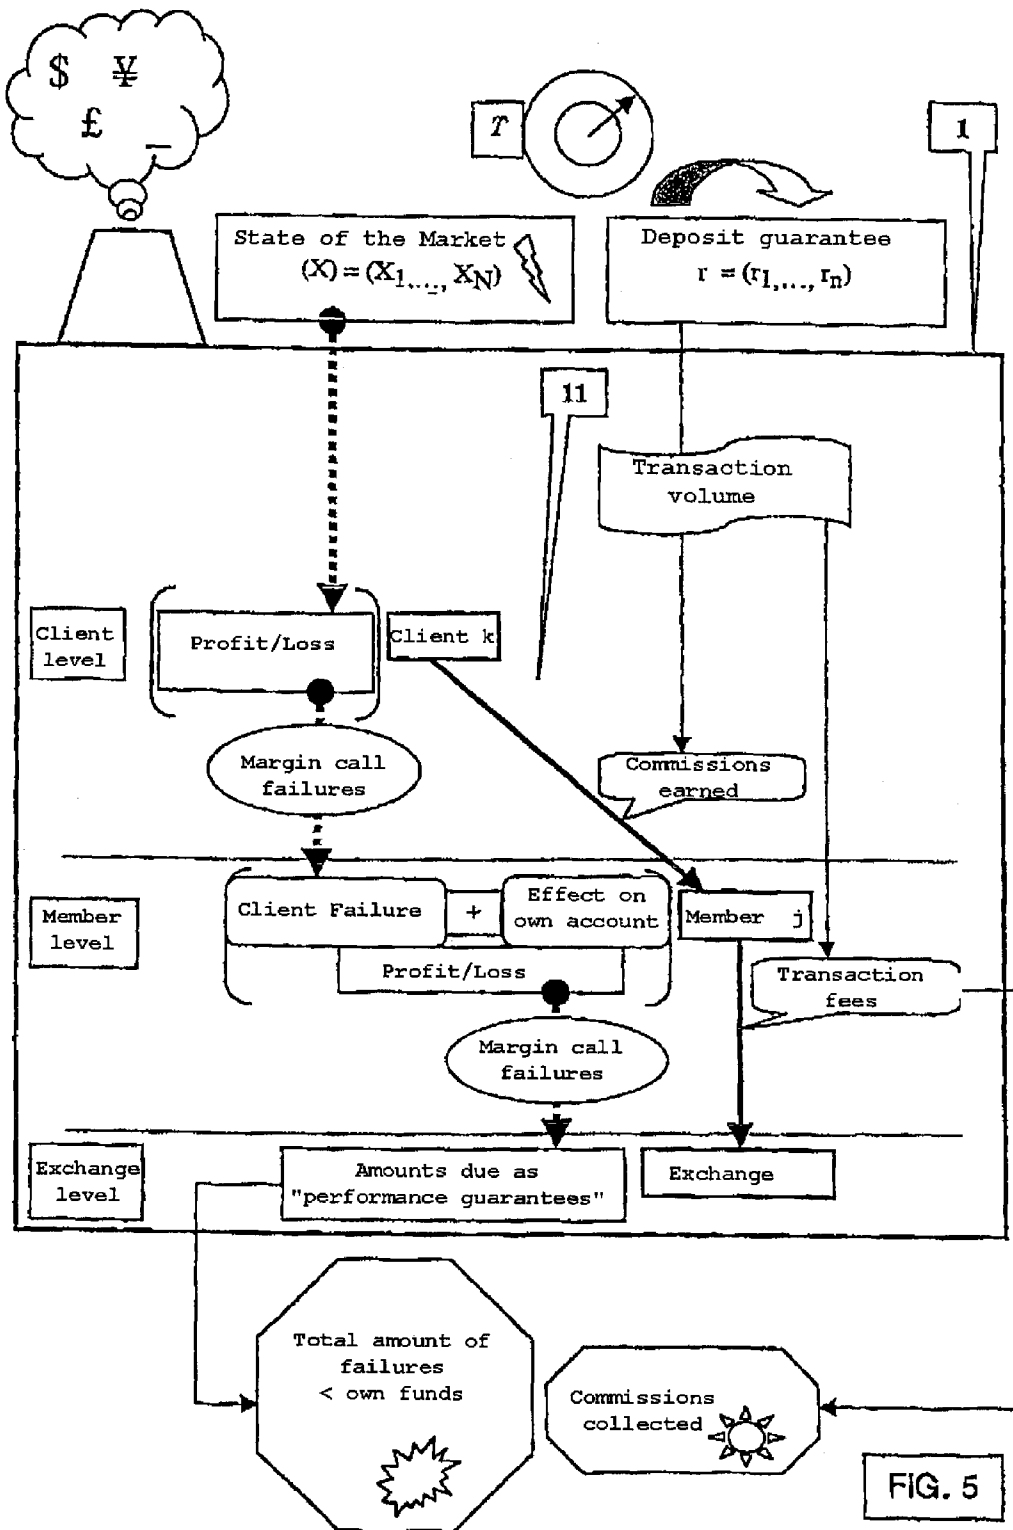 $ ¥
£ _
T
1
State of the Market
(X) = (X1,..., XN)
Deposit guarantee
r = (r1,..., rn)
11
Transaction
volume
Client
level
Profit/Loss
Client k
Margin call
failures
Commissions
earned
Member
level
Client Failure
+
Effect on
own account
Member j
Profit/Loss
Transaction
fees
Margin call
failures
Exchange
level
Amounts due as
"performance guarantees"
Exchange
Total amount of
failures
< own funds
Commissions
collected
FIG. 5